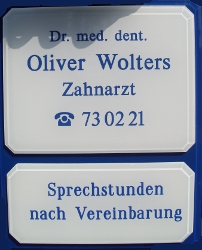 Dr. med. dent.
Oliver Wolters
Zahnarzt
☎ 73 02 21
Sprechstunden
nach Vereinbarung